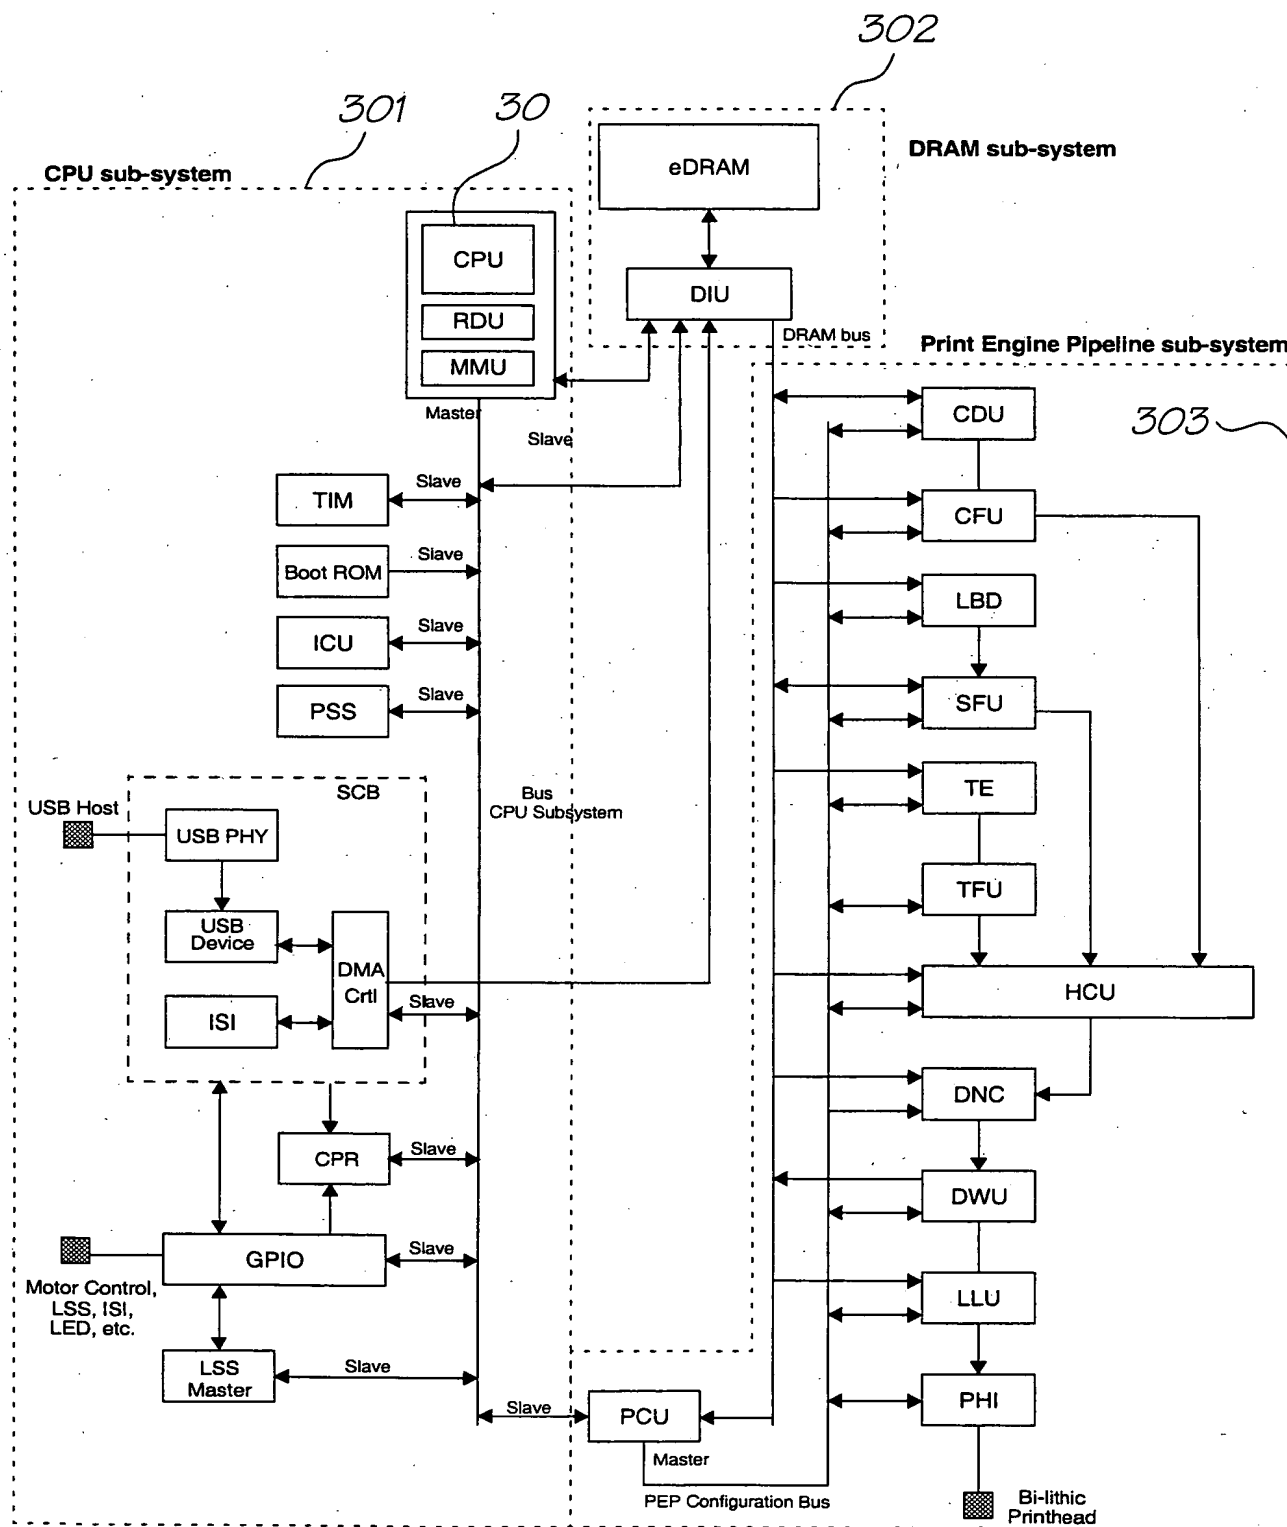 302
301
30
CPU sub-system
DRAM sub-system
eDRAM
CPU
RDU
MMU
DIU
DRAM bus
Print Engine Pipeline sub-system
303
Master
Slave
TIM
Slave
Boot ROM
Slave
ICU
Slave
PSS
Slave
SCB
USB Host
USB PHY
USB
Device
DMA
Crtl
ISI
Slave
Bus
CPU Subsystem
CPR
Slave
GPIO
Slave
Motor Control,
LSS, ISI,
LED, etc.
LSS
Master
Slave
Slave
PCU
Master
PEP Configuration Bus
CDU
CFU
LBD
SFU
TE
TFU
HCU
DNC
DWU
LLU
PHI
Bi-lithic
Printhead